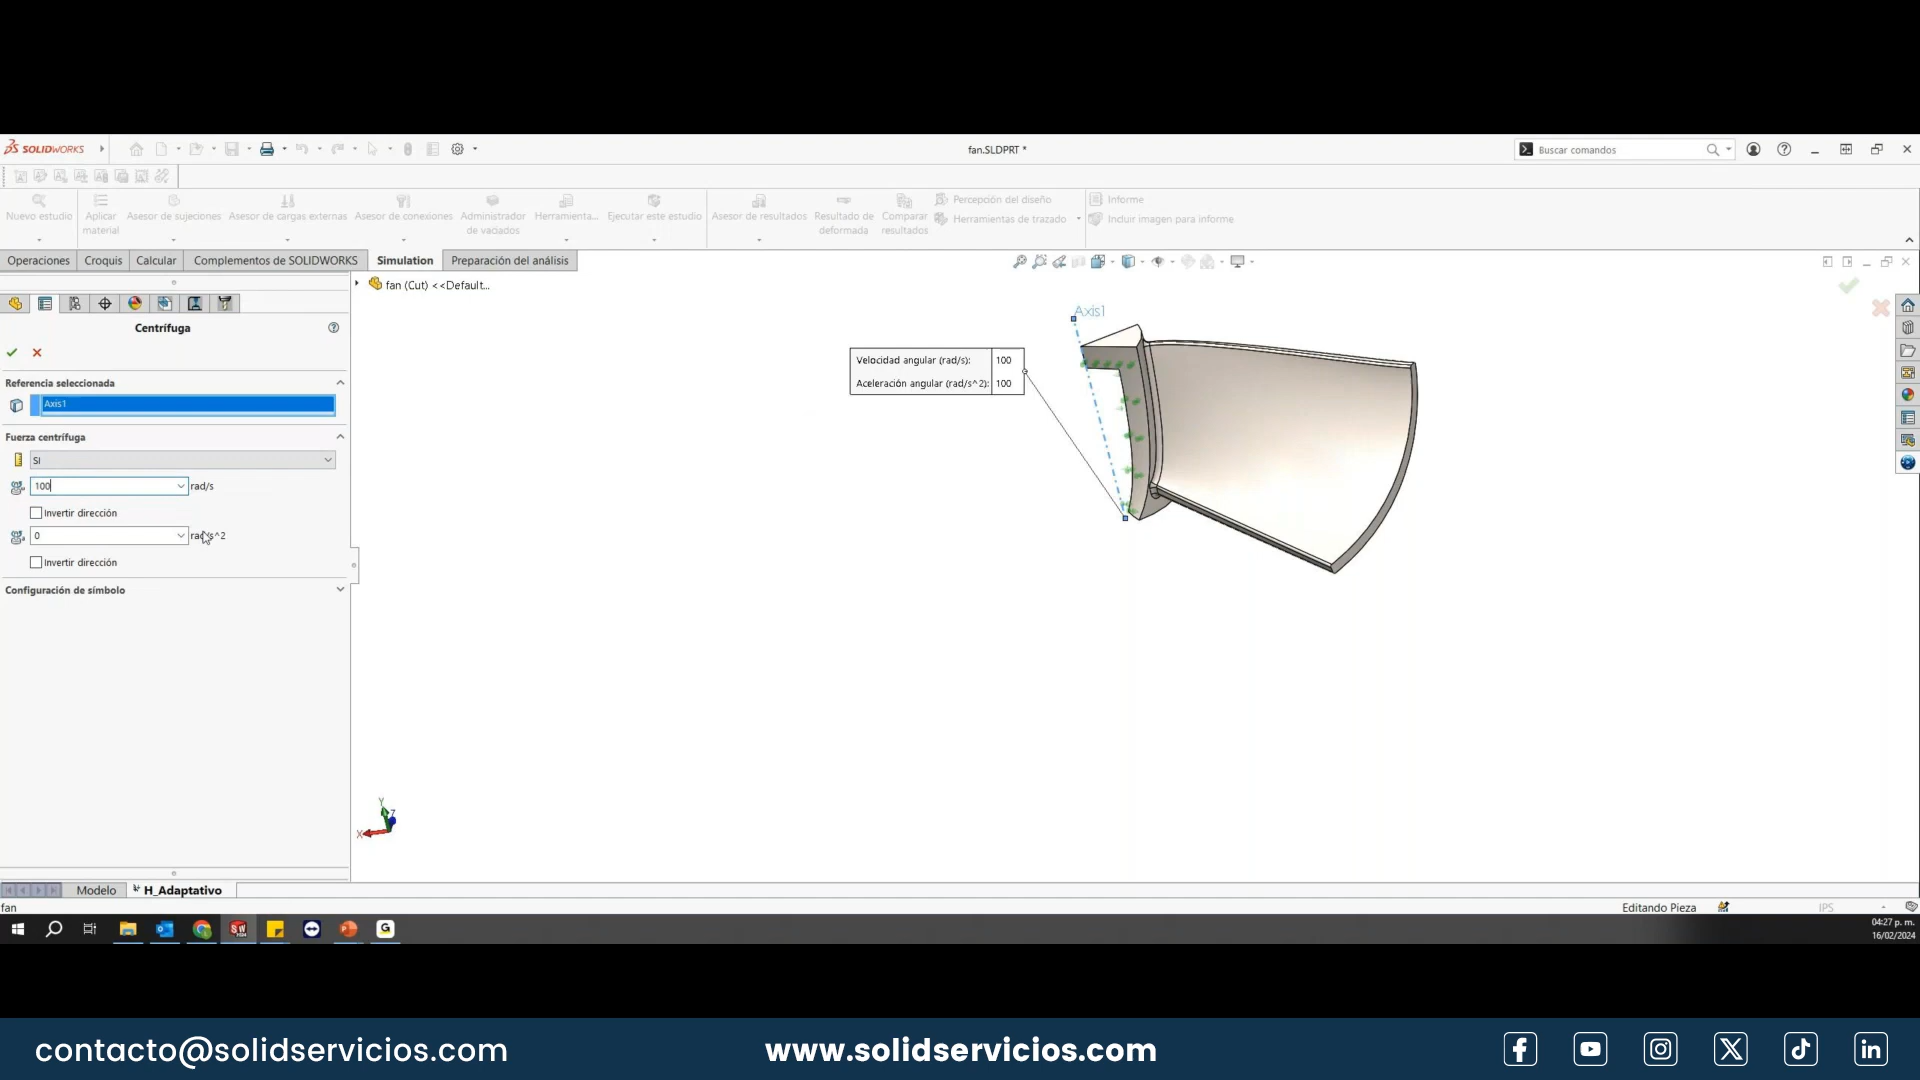 SOLIDWORKS
fan.SLDPRT *
Buscar comandos
Nuevo estudio
Aplicar material
Asesor de sujeciones
Asesor de cargas externas
Asesor de conexiones
Administrador de vaciados
Herramienta...
Ejecutar este estudio
Asesor de resultados
Resultado de deformada
Comparar resultados
Percepción del diseño
Herramientas de trazado
Informe
Incluir imagen para informe
Operaciones
Croquis
Calcular
Complementos de SOLIDWORKS
Simulation
Preparación del análisis
fan (Cut) <<Default...
Centrífuga
Referencia seleccionada
Axis1
Fuerza centrífuga
SI
100 rad/s
Invertir dirección
0 rad/s^2
Invertir dirección
Configuración de símbolo
Axis1
Velocidad angular (rad/s): 100
Aceleración angular (rad/s^2): 100
Y
Z
X
Modelo
H_Adaptativo
fan
Editando Pieza
IPS
04:27 p. m.
16/02/2024
contacto@solidservicios.com
www.solidservicios.com